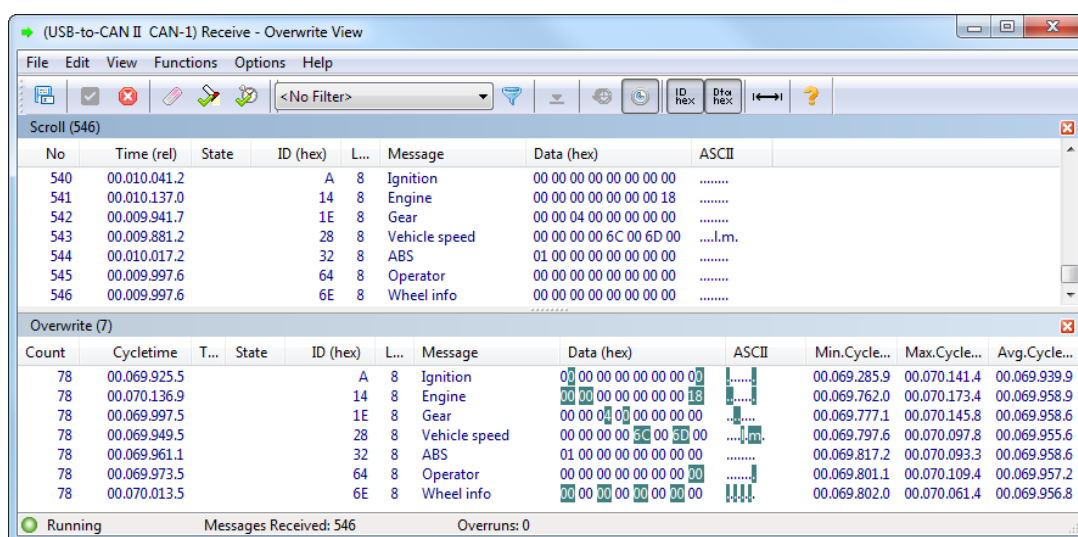 (USB-to-CAN II CAN-1) Receive - Overwrite View
File Edit View Functions Options Help
<No Filter> ID hex Dta hex
Scroll (546)
No Time (rel) State ID (hex) L... Message Data (hex) ASCII
540 00.010.041.2 A 8 Ignition 00 00 00 00 00 00 00 00 ........
541 00.010.137.0 14 8 Engine 00 00 00 00 00 00 00 18 ........
542 00.009.941.7 1E 8 Gear 00 00 04 00 00 00 00 00 ........
543 00.009.881.2 28 8 Vehicle speed 00 00 00 00 6C 00 6D 00 ....l.m.
544 00.010.017.2 32 8 ABS 01 00 00 00 00 00 00 00 ........
545 00.009.997.6 64 8 Operator 00 00 00 00 00 00 00 00 ........
546 00.009.997.6 6E 8 Wheel info 00 00 00 00 00 00 00 00 ........
Overwrite (7)
Count Cycletime T... State ID (hex) L... Message Data (hex) ASCII Min.Cycle... Max.Cycle... Avg.Cycle...
78 00.069.925.5 A 8 Ignition 00 00 00 00 00 00 00 00 ........ 00.069.285.9 00.070.141.4 00.069.939.9
78 00.070.136.9 14 8 Engine 00 00 00 00 00 00 00 18 ........ 00.069.762.0 00.070.173.4 00.069.958.9
78 00.069.997.5 1E 8 Gear 00 00 04 00 00 00 00 00 ........ 00.069.777.1 00.070.145.8 00.069.958.6
78 00.069.949.5 28 8 Vehicle speed 00 00 00 00 6C 00 6D 00 ....l.m. 00.069.797.6 00.070.097.8 00.069.955.6
78 00.069.961.1 32 8 ABS 01 00 00 00 00 00 00 00 ........ 00.069.817.2 00.070.093.3 00.069.958.6
78 00.069.973.5 64 8 Operator 00 00 00 00 00 00 00 00 ........ 00.069.801.1 00.070.109.4 00.069.957.2
78 00.070.013.5 6E 8 Wheel info 00 00 00 00 00 00 00 00 ........ 00.069.802.0 00.070.061.4 00.069.956.8
Running Messages Received: 546 Overruns: 0